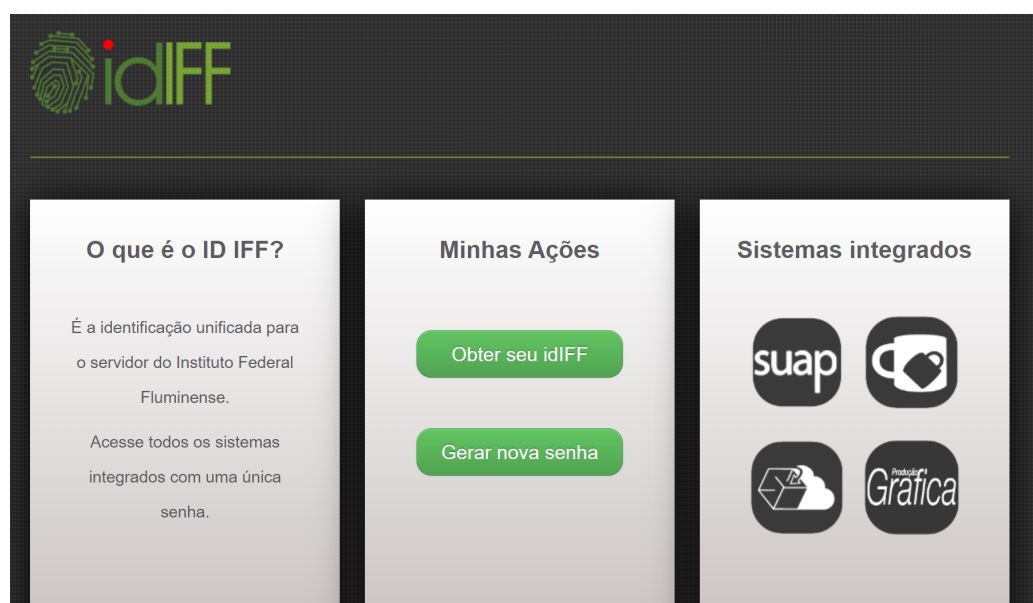 idIFF
O que é o ID IFF?
É a identificação unificada para
o servidor do Instituto Federal
Fluminense.
Acesse todos os sistemas
integrados com uma única
senha.
Minhas Ações
Obter seu idIFF
Gerar nova senha
Sistemas integrados
suap
Produção
Gráfica